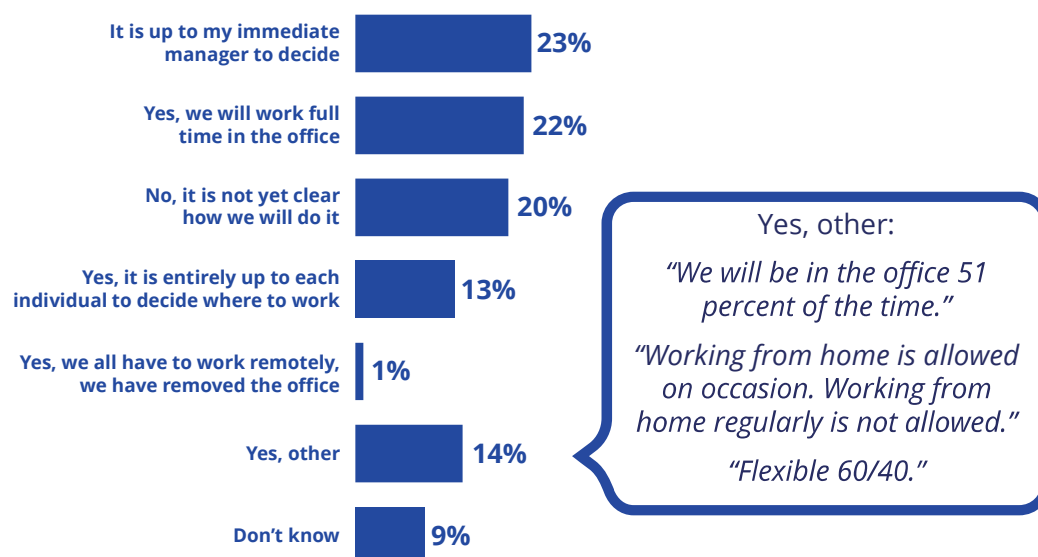 It is up to my immediate
manager to decide
23%
Yes, we will work full
time in the office
22%
No, it is not yet clear
how we will do it
20%
Yes, it is entirely up to each
individual to decide where to work
13%
Yes, we all have to work remotely,
we have removed the office
1%
Yes, other
14%
Don’t know
9%
Yes, other:
“We will be in the office 51
percent of the time.”
“Working from home is allowed
on occasion. Working from
home regularly is not allowed.”
“Flexible 60/40.”